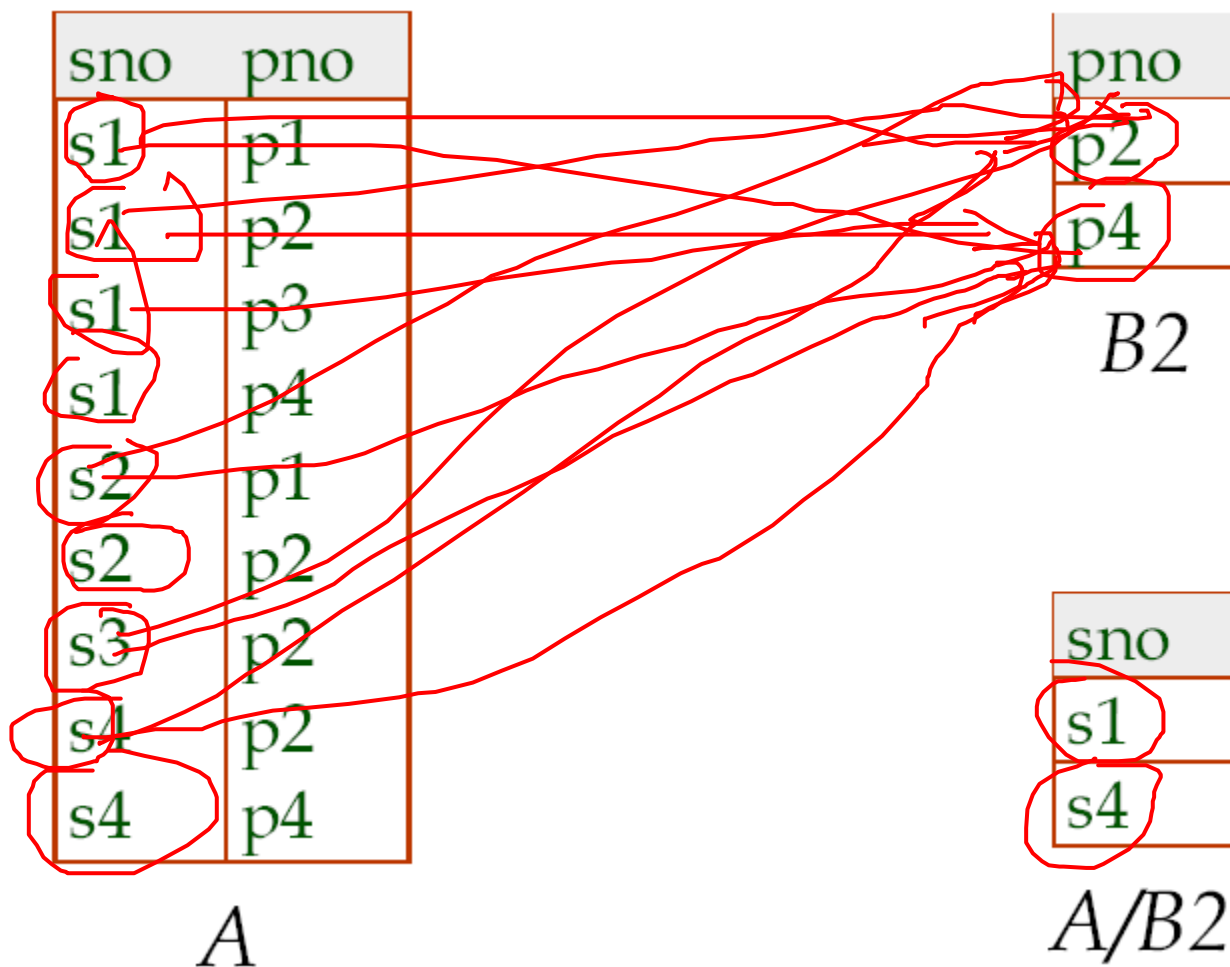 sno pno
s1 p1
s1 p2
s1 p3
s1 p4
s2 p1
s2 p2
s3 p2
s4 p2
s4 p4
A
pno
p2
p4
B2
sno
s1
s4
A/B2